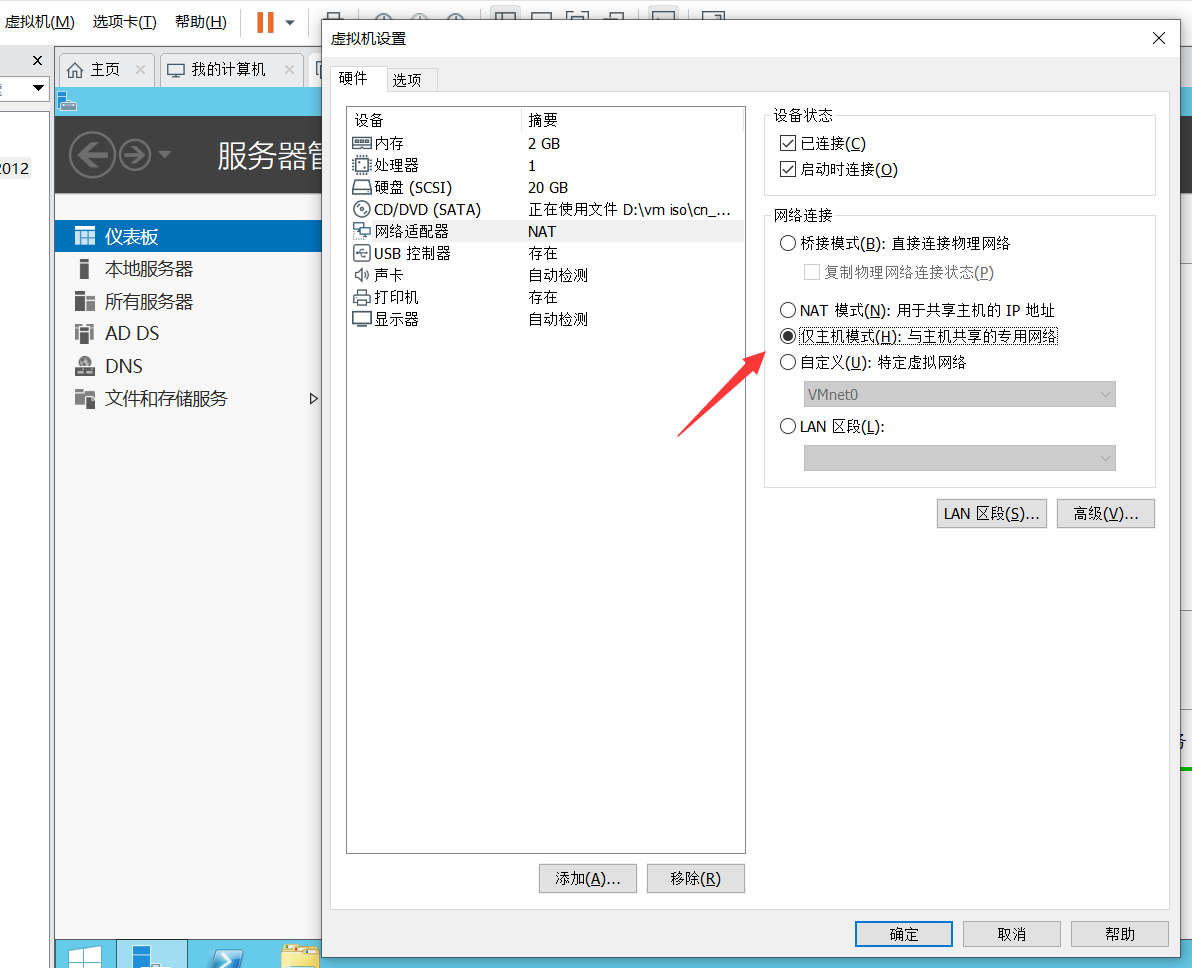 虚拟机(M) 选项卡(T) 帮助(H)
主页
我的计算机
2012
服务器管
仪表板
本地服务器
所有服务器
AD DS
DNS
文件和存储服务
虚拟机设置
硬件 选项
设备 摘要
内存 2 GB
处理器 1
硬盘 (SCSI) 20 GB
CD/DVD (SATA) 正在使用文件 D:\vm iso\cn_...
网络适配器 NAT
USB 控制器 存在
声卡 自动检测
打印机 存在
显示器 自动检测
添加(A)... 移除(R)
设备状态
已连接(C)
启动时连接(O)
网络连接
桥接模式(B): 直接连接物理网络
复制物理网络连接状态(P)
NAT 模式(N): 用于共享主机的 IP 地址
仅主机模式(H): 与主机共享的专用网络
自定义(U): 特定虚拟网络
VMnet0
LAN 区段(L):
LAN 区段(S)... 高级(V)...
确定 取消 帮助